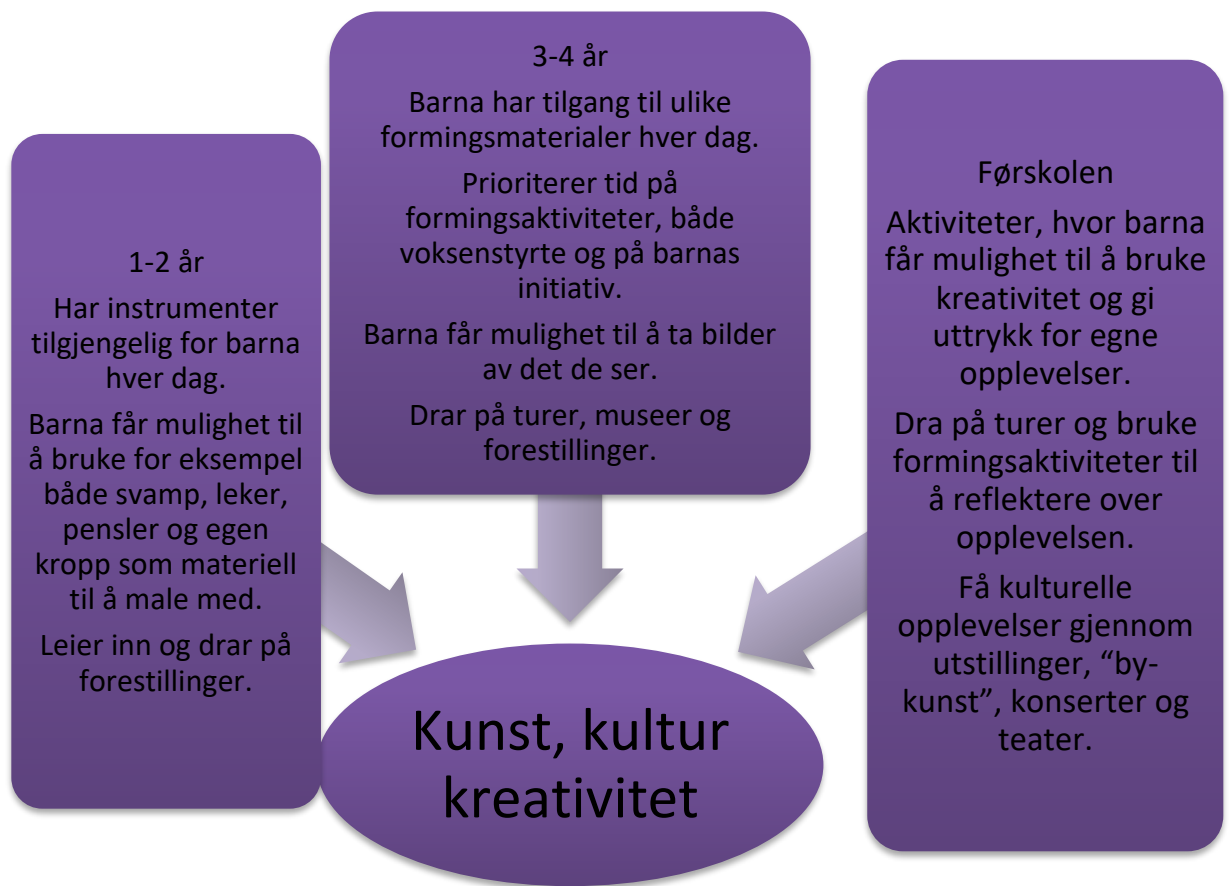 1-2 år
Har instrumenter
tilgjengelig for barna
hver dag.
Barna får mulighet til
å bruke for eksempel
både svamp, leker,
pensler og egen
kropp som materiell
til å male med.
Leier inn og drar på
forestillinger.
3-4 år
Barna har tilgang til ulike
formingsmaterialer hver dag.
Prioriterer tid på
formingsaktiviteter, både
voksenstyrte og på barnas
initiativ.
Barna får mulighet til å ta bilder
av det de ser.
Drar på turer, museer og
forestillinger.
Førskolen
Aktiviteter, hvor barna
får mulighet til å bruke
kreativitet og gi
uttrykk for egne
opplevelser.
Dra på turer og bruke
formingsaktiviteter til
å reflektere over
opplevelsen.
Få kulturelle
opplevelser gjennom
utstillinger, “by-
kunst”, konserter og
teater.
Kunst, kultur
kreativitet